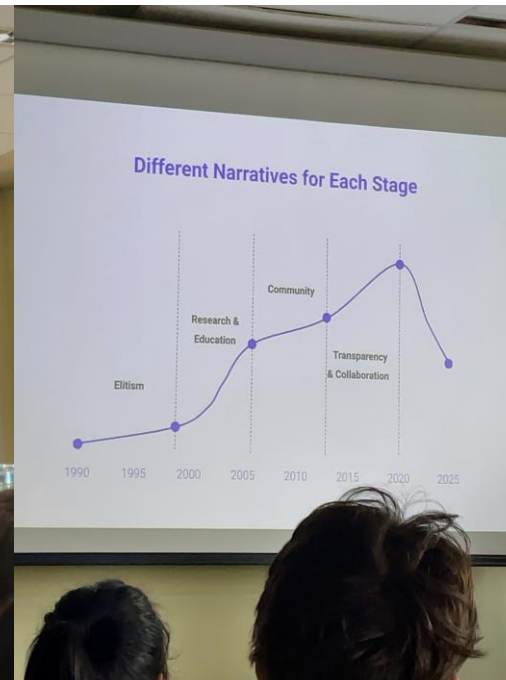 Different Narratives for Each Stage
Community
Research &
Education
Transparency
& Collaboration
Elitism
1990 1995 2000 2005 2010 2015 2020 2025